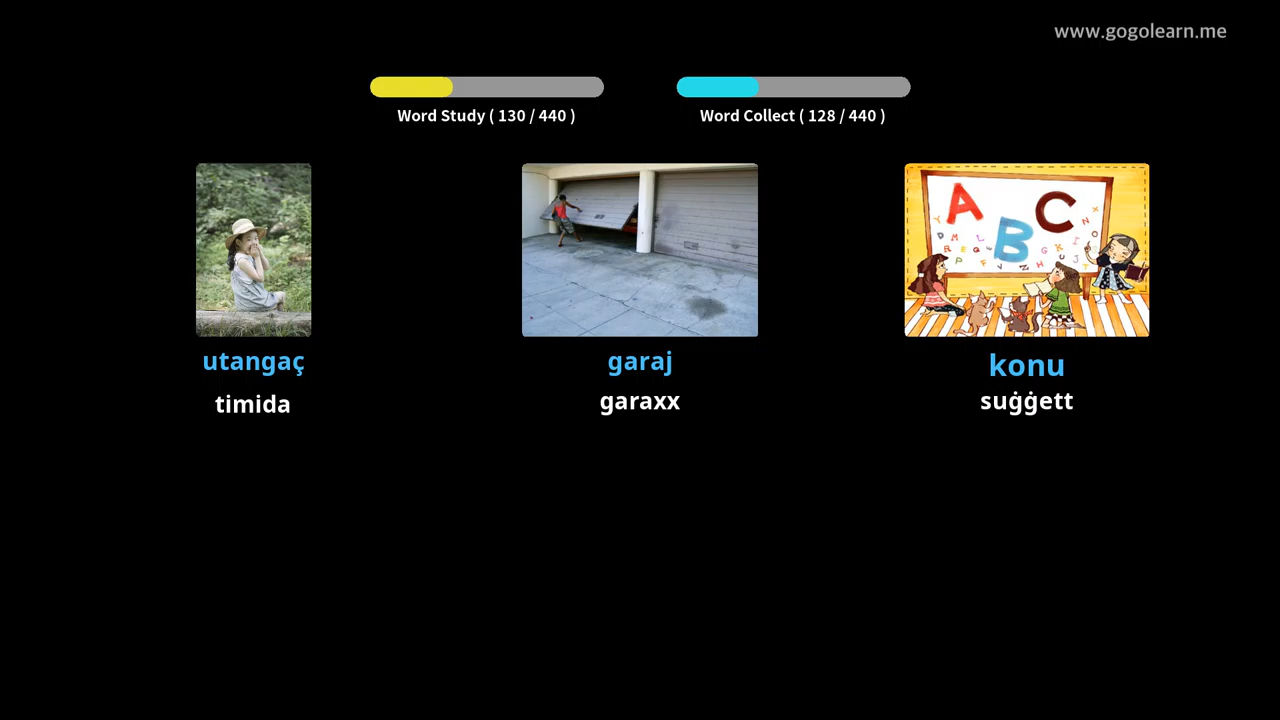 www.gogolearn.me
Word Study ( 130 / 440 )
Word Collect ( 128 / 440 )
A B C
utangaç
garaj
konu
timida
garaxx
suġġett